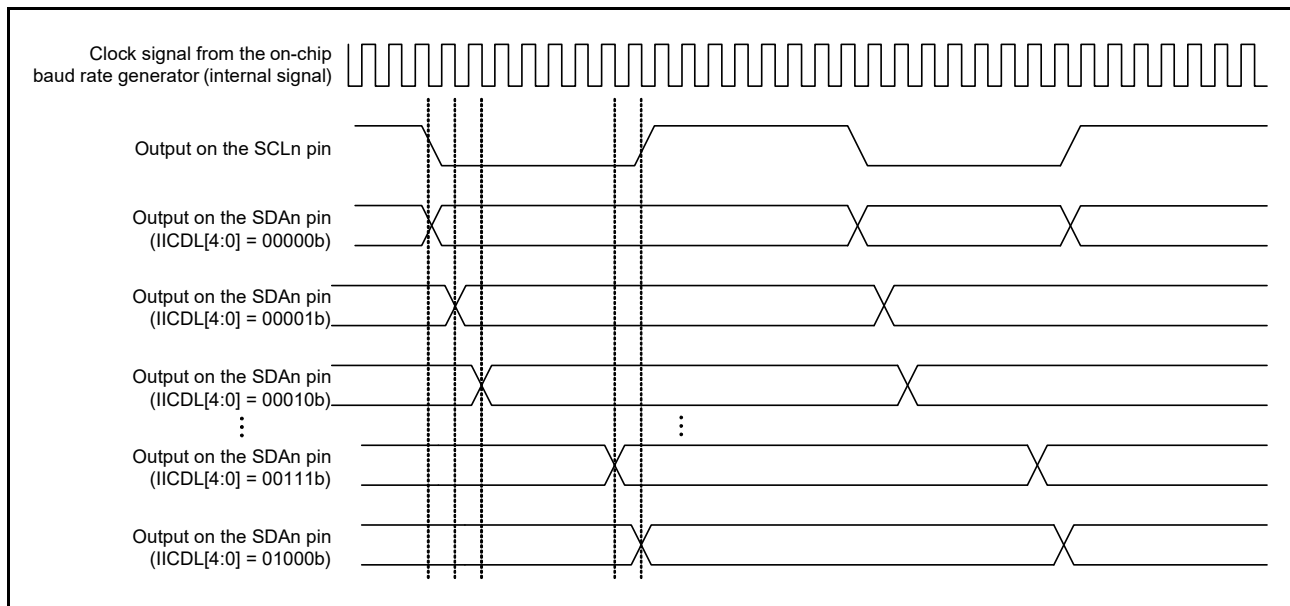 Clock signal from the on-chip
baud rate generator (internal signal)
Output on the SCLn pin
Output on the SDAn pin
(IICDL[4:0] = 00000b)
Output on the SDAn pin
(IICDL[4:0] = 00001b)
Output on the SDAn pin
(IICDL[4:0] = 00010b)
Output on the SDAn pin
(IICDL[4:0] = 00111b)
Output on the SDAn pin
(IICDL[4:0] = 01000b)